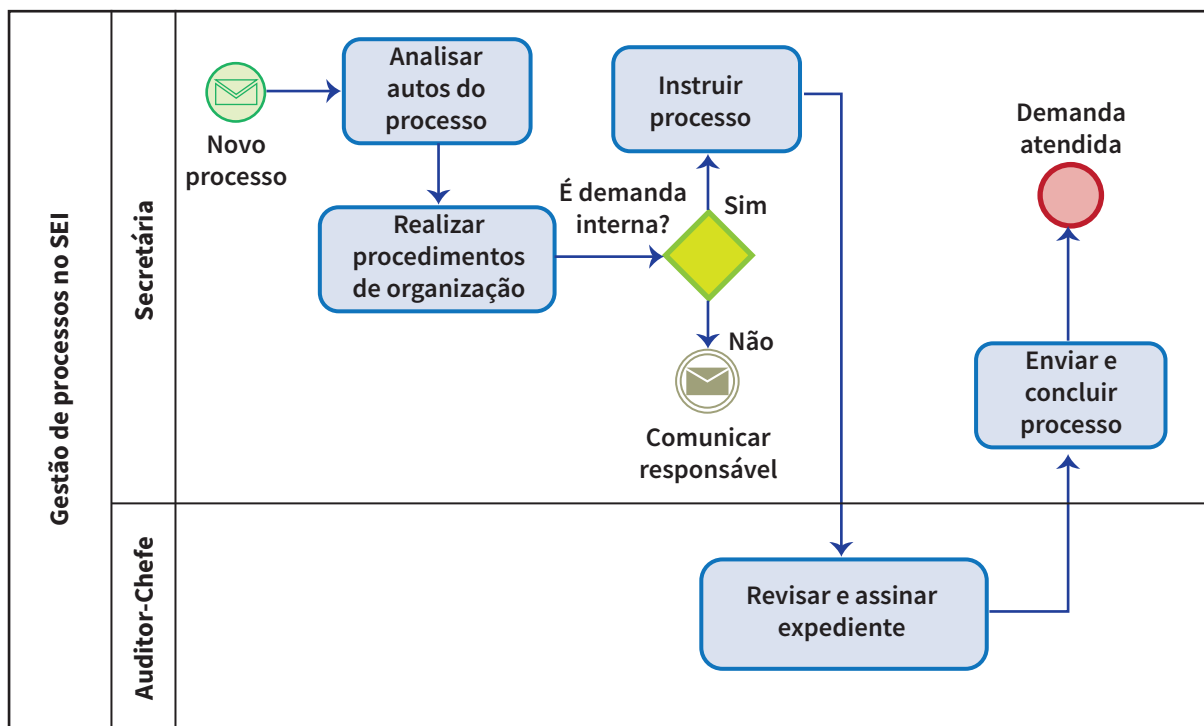 Gestão de processos no SEI
Secretária
Novo
processo
Analisar
autos do
processo
Realizar
procedimentos
de organização
É demanda
interna?
Sim
Instruir
processo
Não
Comunicar
responsável
Demanda
atendida
Enviar e
concluir
processo
Auditor-Chefe
Revisar e assinar
expediente